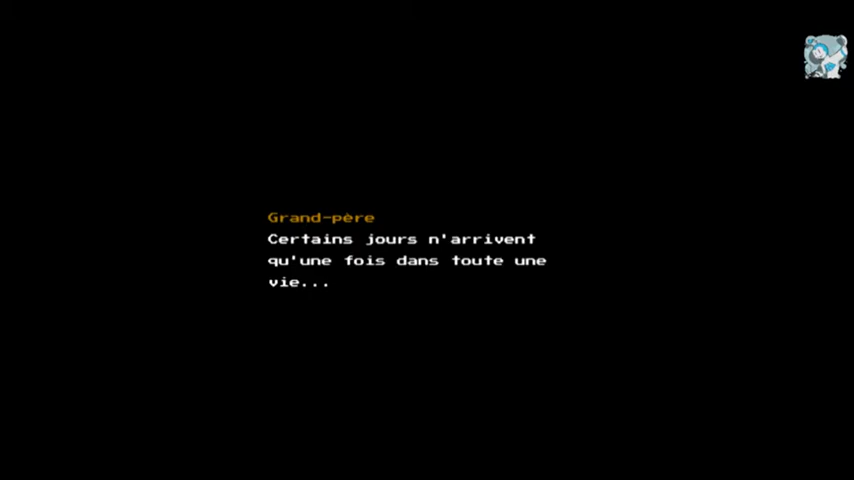 Grand-père
Certains jours n'arrivent
qu'une fois dans toute une
vie...